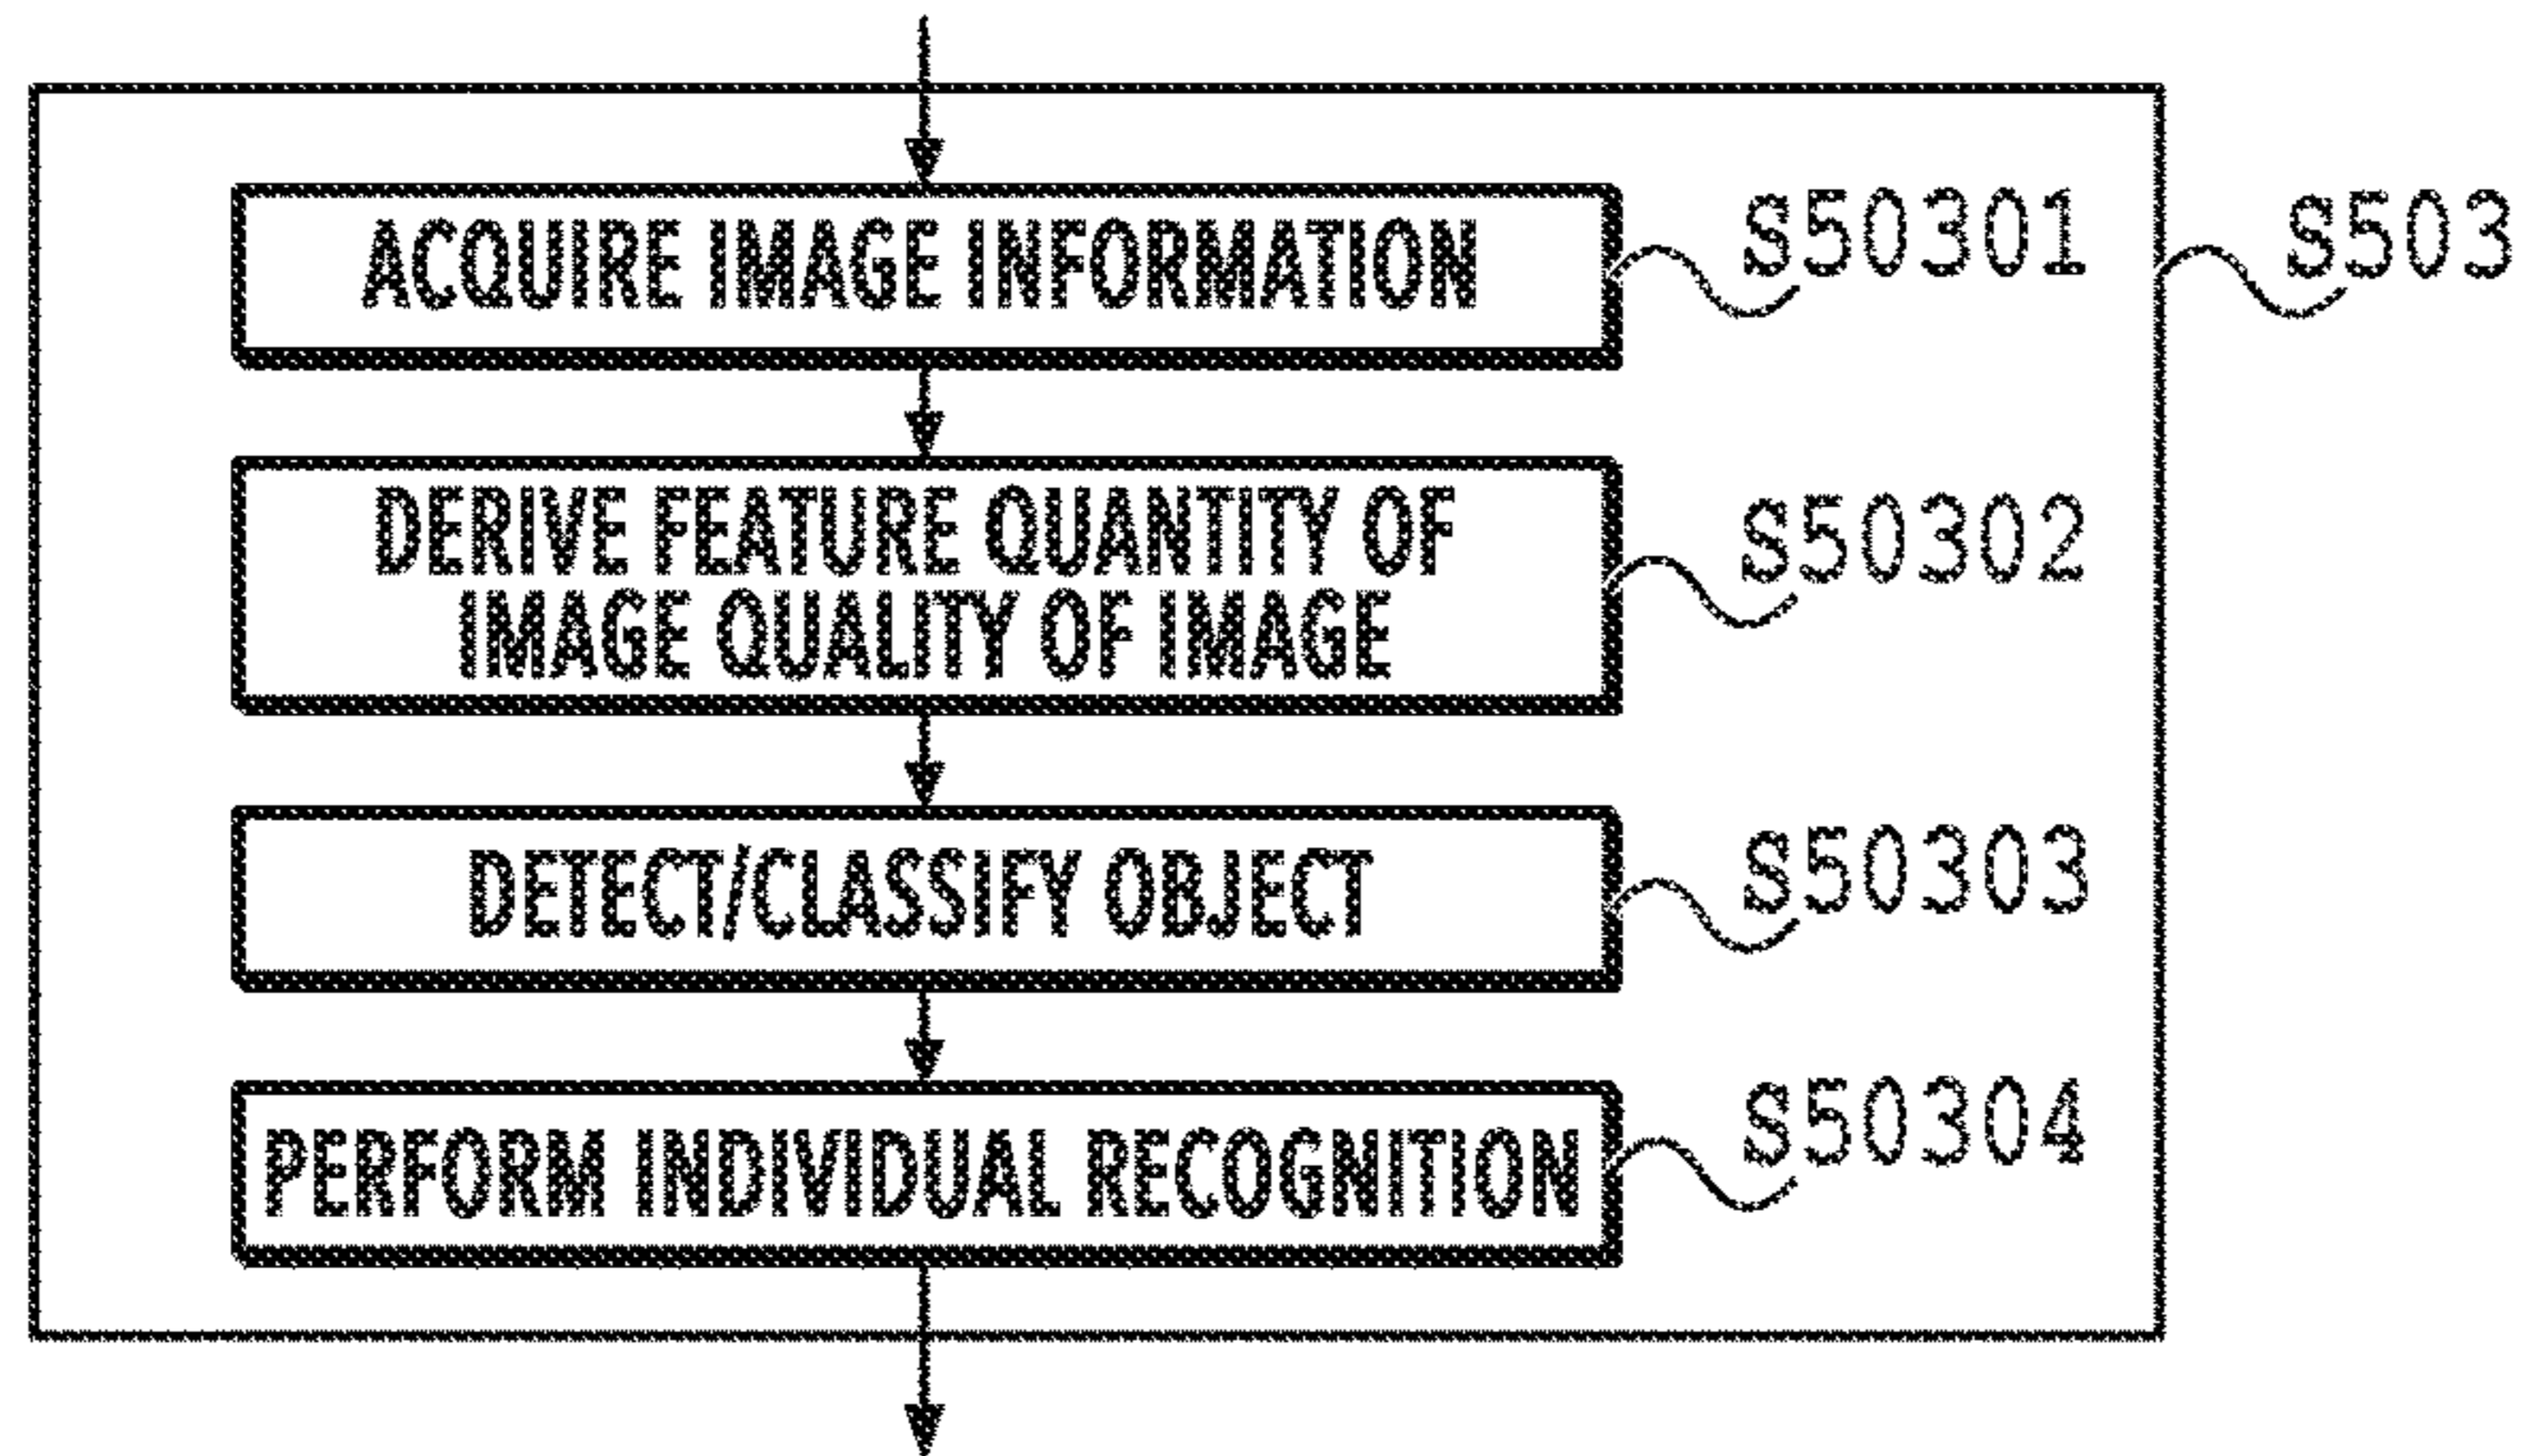 ACQUIRE IMAGE INFORMATION
S50301
S503
DERIVE FEATURE QUANTITY OF
IMAGE QUALITY OF IMAGE
S50302
DETECT/CLASSIFY OBJECT
S50303
PERFORM INDIVIDUAL RECOGNITION
S50304